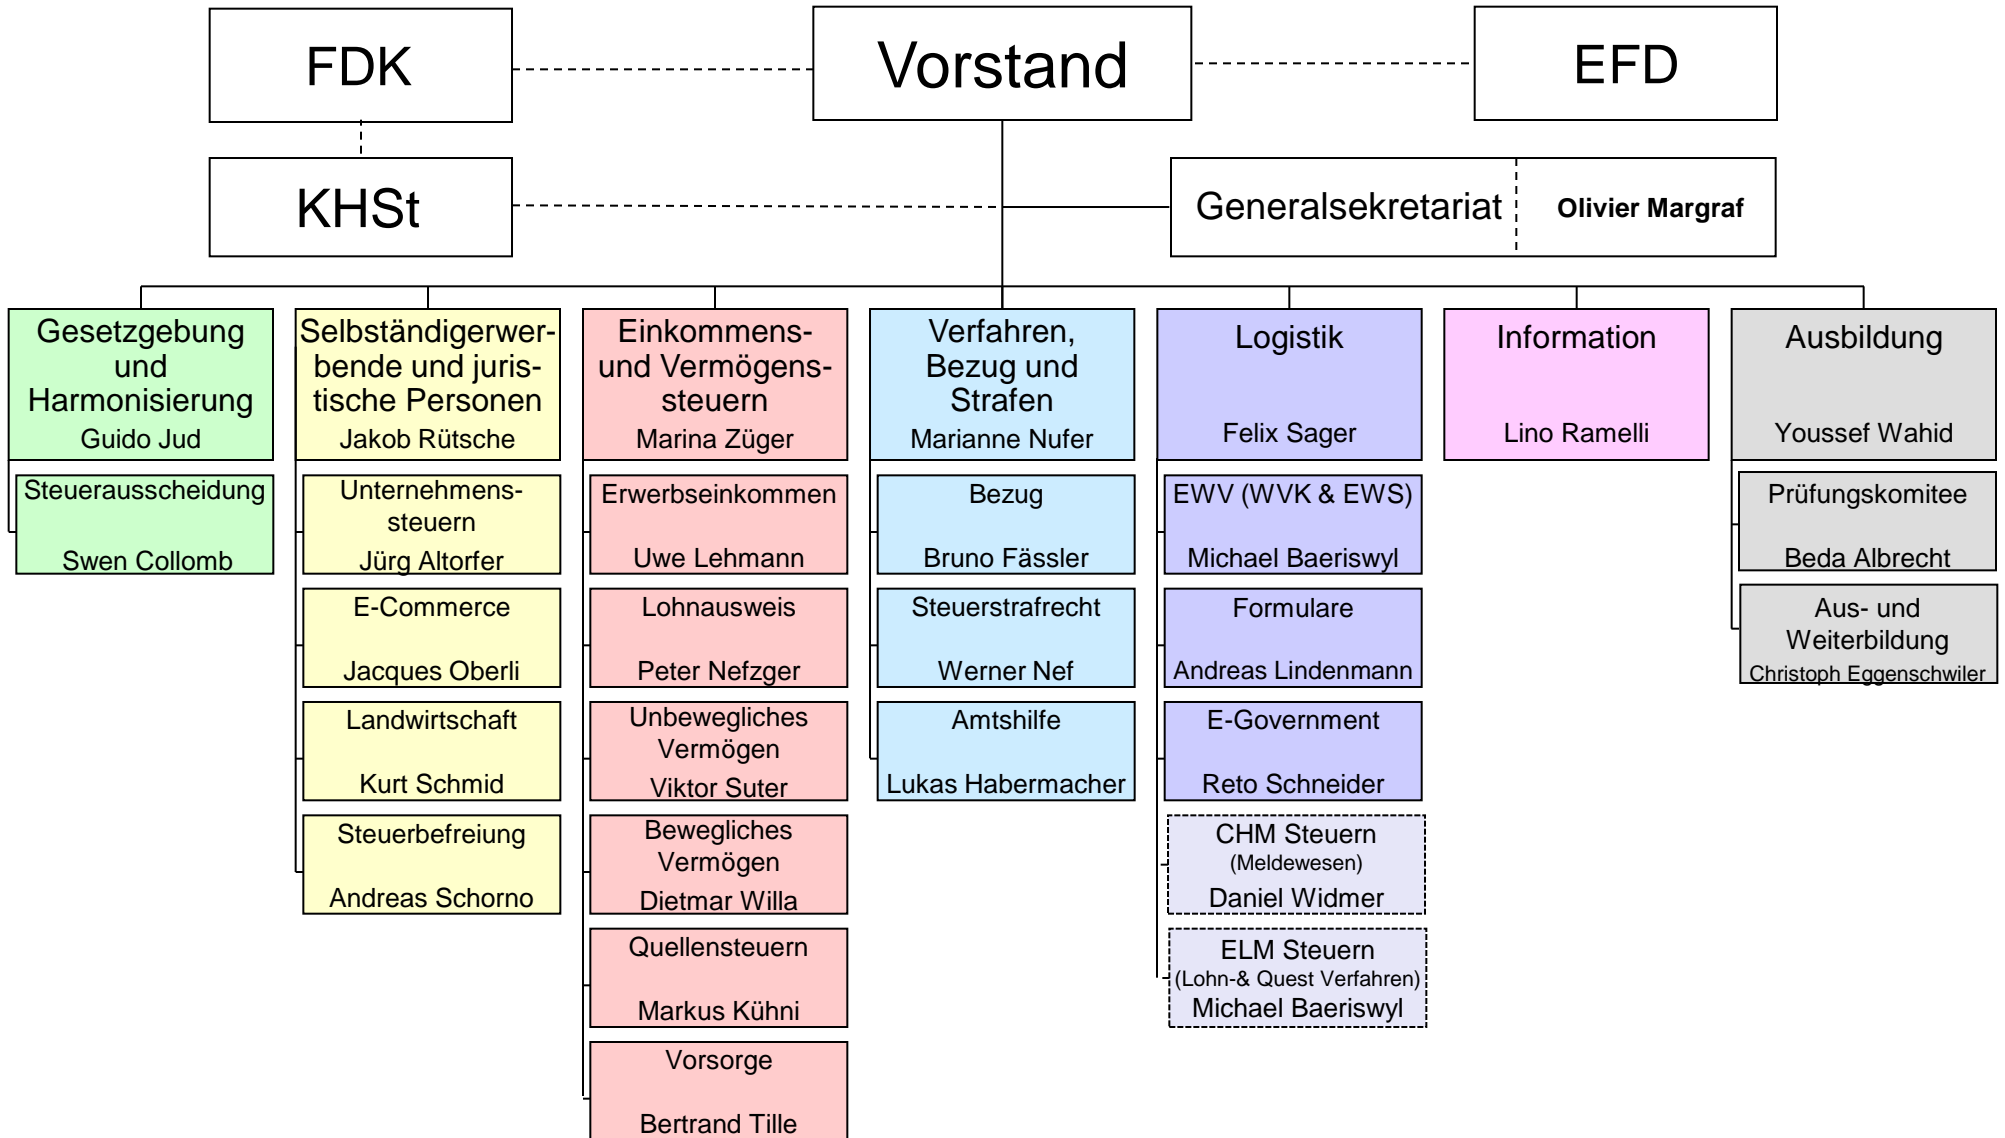 FDK
Vorstand
EFD
KHSt
Generalsekretariat
Olivier Margraf
Gesetzgebung
und
Harmonisierung
Guido Jud
Steuerausscheidung
Swen Collomb
Selbständigerwer-
bende und juris-
tische Personen
Jakob Rütsche
Unternehmens-
steuern
Jürg Altorfer
E-Commerce
Jacques Oberli
Landwirtschaft
Kurt Schmid
Steuerbefreiung
Andreas Schorno
Einkommens-
und Vermögens-
steuern
Marina Züger
Erwerbseinkommen
Uwe Lehmann
Lohnausweis
Peter Nefzger
Unbewegliches
Vermögen
Viktor Suter
Bewegliches
Vermögen
Dietmar Willa
Quellensteuern
Markus Kühni
Vorsorge
Bertrand Tille
Verfahren,
Bezug und
Strafen
Marianne Nufer
Bezug
Bruno Fässler
Steuerstrafrecht
Werner Nef
Amtshilfe
Lukas Habermacher
Logistik
Felix Sager
EWV (WVK & EWS)
Michael Baeriswyl
Formulare
Andreas Lindenmann
E-Government
Reto Schneider
CHM Steuern
(Meldewesen)
Daniel Widmer
ELM Steuern
(Lohn-& Quest Verfahren)
Michael Baeriswyl
Information
Lino Ramelli
Ausbildung
Youssef Wahid
Prüfungskomitee
Beda Albrecht
Aus- und
Weiterbildung
Christoph Eggenschwiler